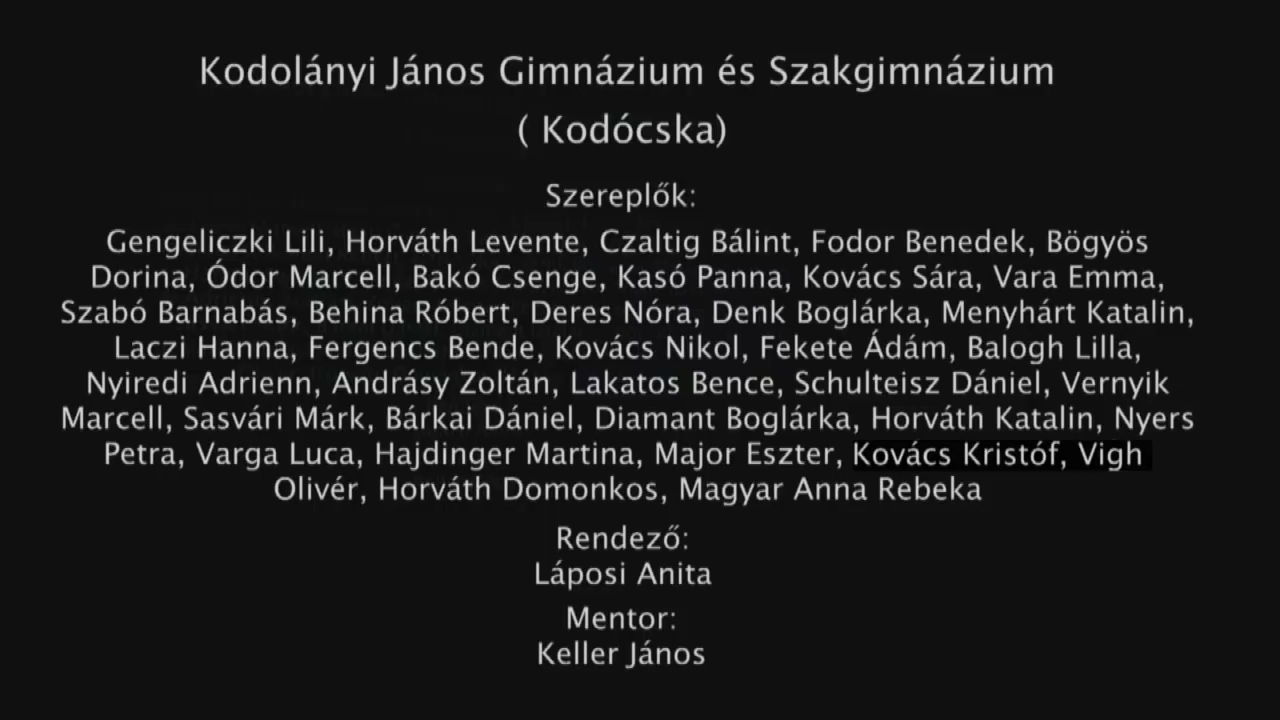 Kodolányi János Gimnázium és Szakgimnázium
( Kodócska)
Szereplők:
Gengeliczki Lili, Horváth Levente, Czaltig Bálint, Fodor Benedek, Bögyös
Dorina, Ódor Marcell, Bakó Csenge, Kasó Panna, Kovács Sára, Vara Emma,
Szabó Barnabás, Behina Róbert, Deres Nóra, Denk Boglárka, Menyhárt Katalin,
Laczi Hanna, Fergencs Bende, Kovács Nikol, Fekete Ádám, Balogh Lilla,
Nyiredi Adrienn, Andrásy Zoltán, Lakatos Bence, Schulteisz Dániel, Vernyik
Marcell, Sasvári Márk, Bárkai Dániel, Diamant Boglárka, Horváth Katalin, Nyers
Petra, Varga Luca, Hajdinger Martina, Major Eszter, Kovács Kristóf, Vigh
Olivér, Horváth Domonkos, Magyar Anna Rebeka
Rendező:
Láposi Anita
Mentor:
Keller János